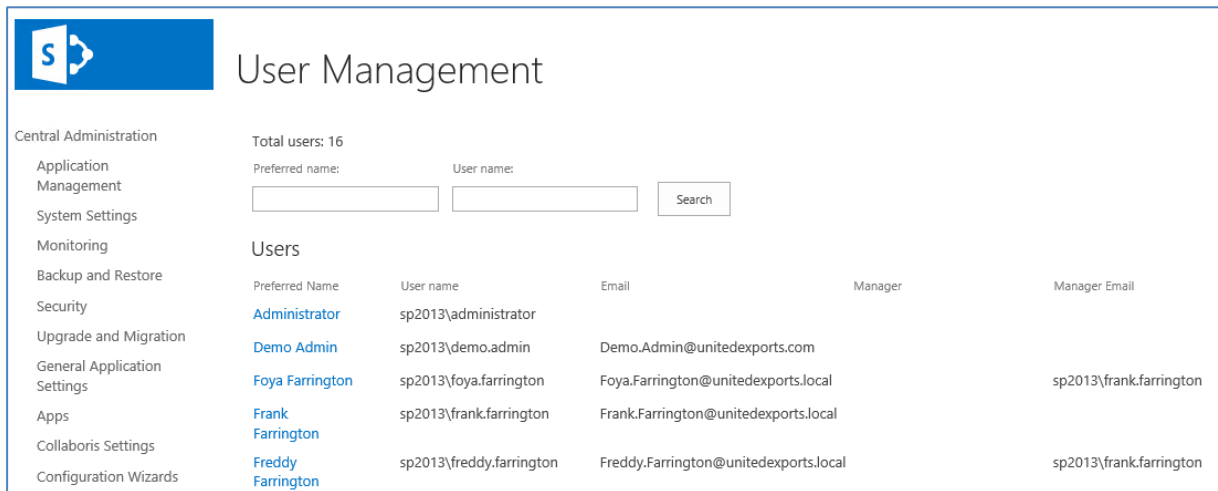 S
User Management
Central Administration
Application
Management
System Settings
Monitoring
Backup and Restore
Security
Upgrade and Migration
General Application
Settings
Apps
Collaboris Settings
Configuration Wizards
Total users: 16
Preferred name: User name:
Search
Users
Preferred Name User name Email Manager Manager Email
Administrator sp2013\administrator
Demo Admin sp2013\demo.admin Demo.Admin@unitedexports.com
Foya Farrington sp2013\foya.farrington Foya.Farrington@unitedexports.local sp2013\frank.farrington
Frank sp2013\frank.farrington Frank.Farrington@unitedexports.local
Farrington
Freddy sp2013\freddy.farrington Freddy.Farrington@unitedexports.local sp2013\frank.farrington
Farrington